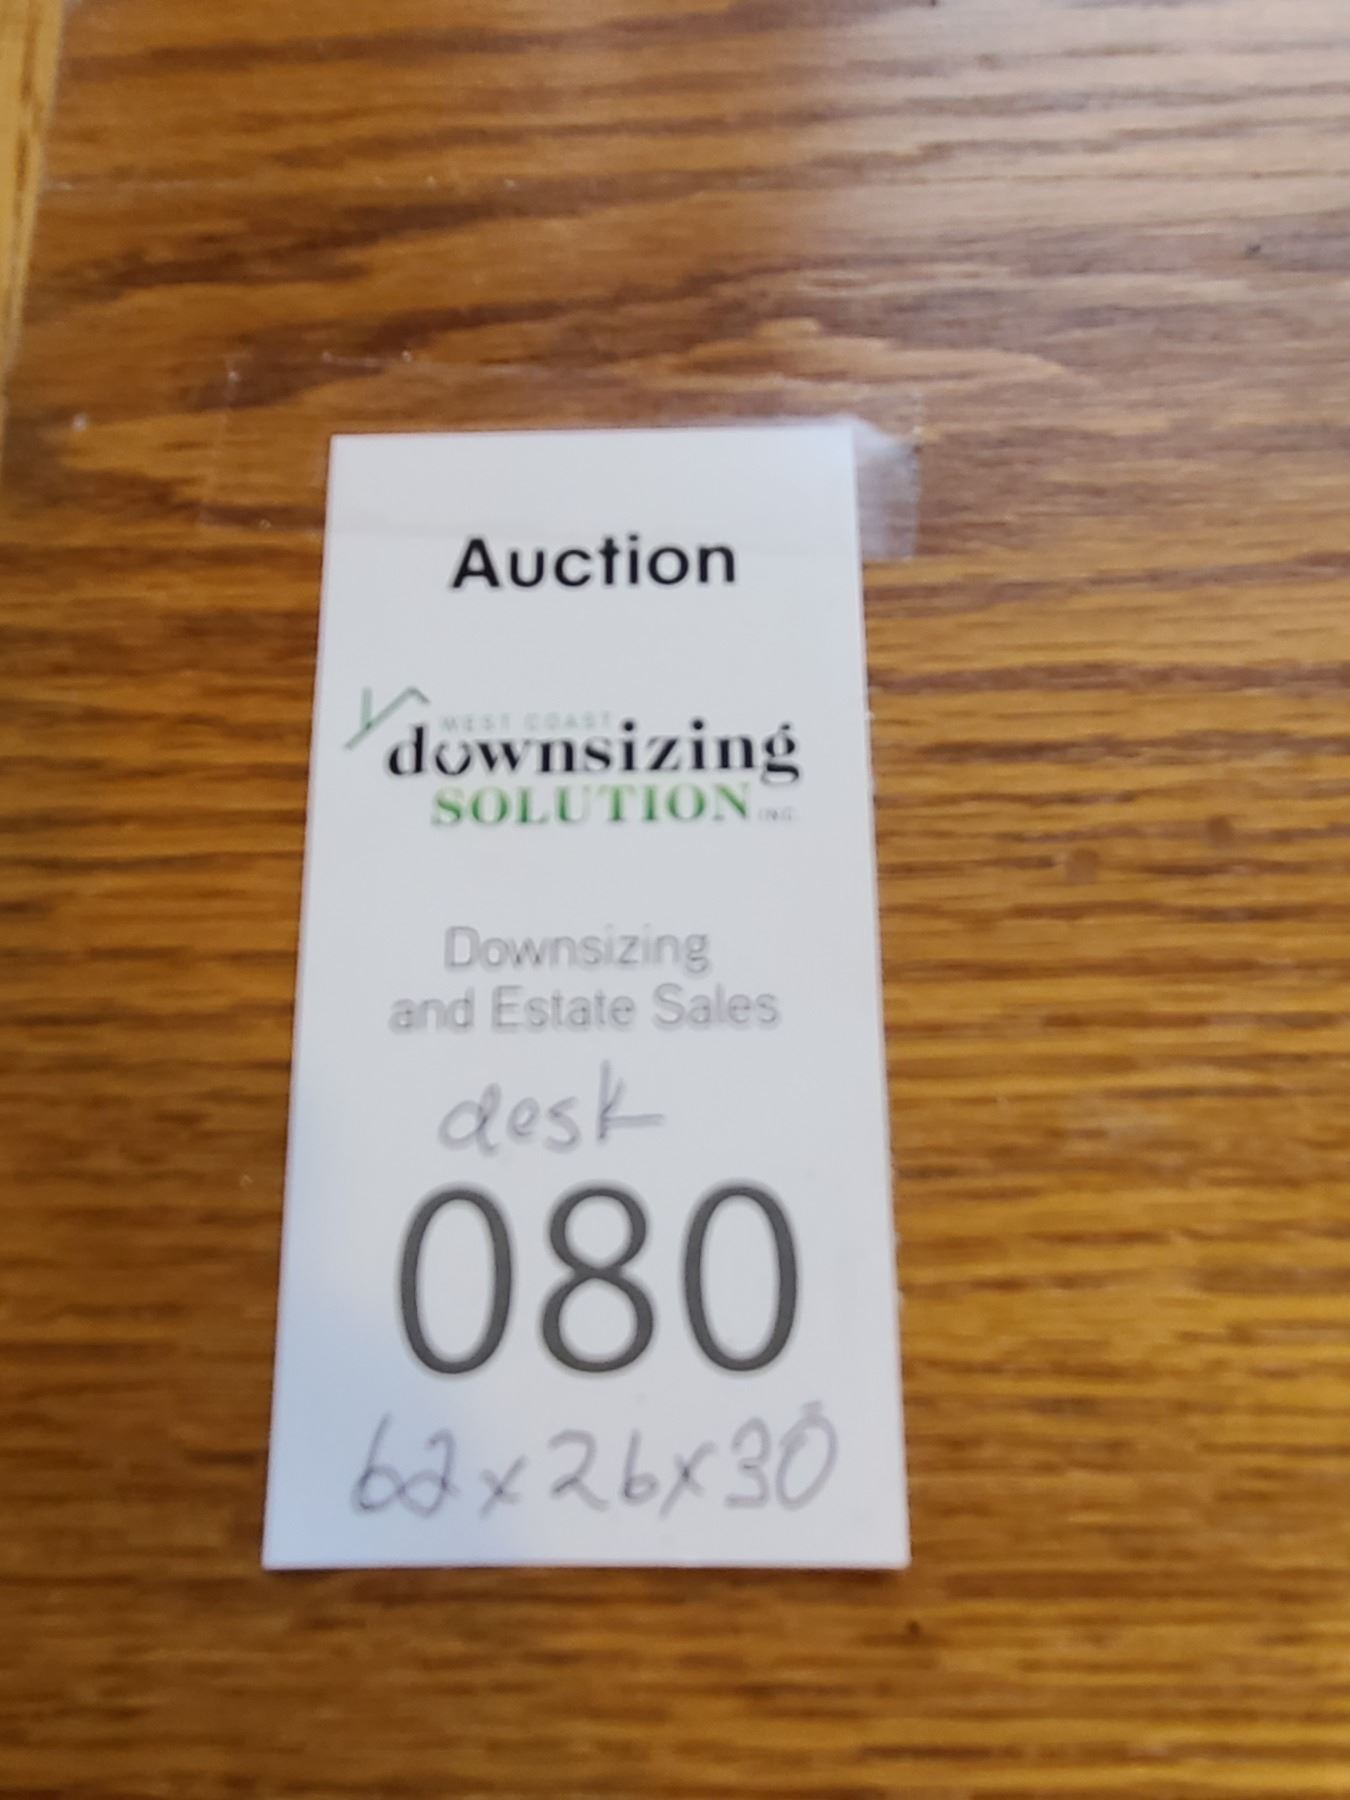 Auction
WEST COAST
downsizing
SOLUTION INC.
Downsizing
and Estate Sales
desk
080
62x26x30